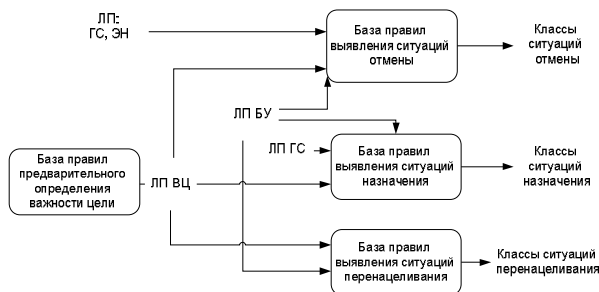 ЛП:
ГС, ЭН
База правил
выявления ситуаций
отмены
Классы
ситуаций
отмены
ЛП БУ
ЛП ГС
База правил
выявления ситуаций
назначения
Классы
ситуаций
назначения
База правил
предварительного
определения
важности цели
ЛП ВЦ
База правил
выявления ситуаций
перенацеливания
Классы ситуаций
перенацеливания